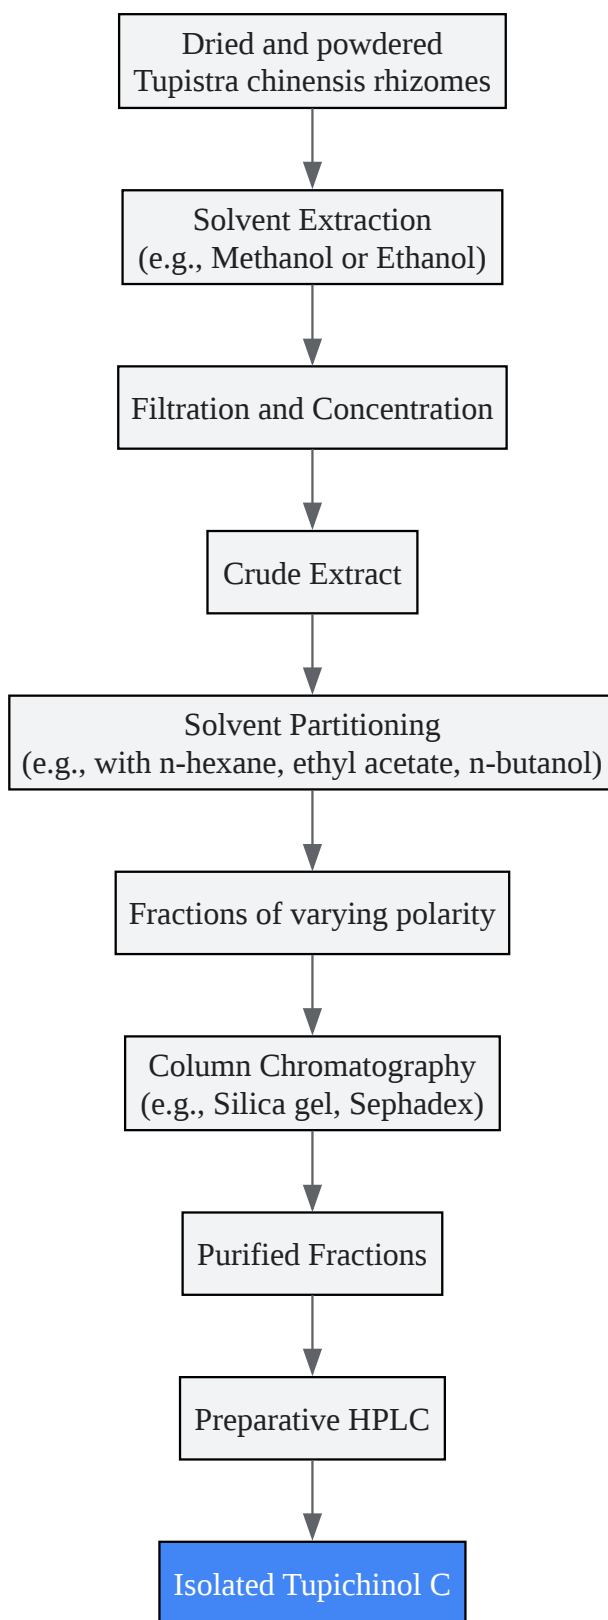 Dried and powdered
Tupistra chinensis rhizomes
Solvent Extraction
(e.g., Methanol or Ethanol)
Filtration and Concentration
Crude Extract
Solvent Partitioning
(e.g., with n-hexane, ethyl acetate, n-butanol)
Fractions of varying polarity
Column Chromatography
(e.g., Silica gel, Sephadex)
Purified Fractions
Preparative HPLC
Isolated Tupichinol C